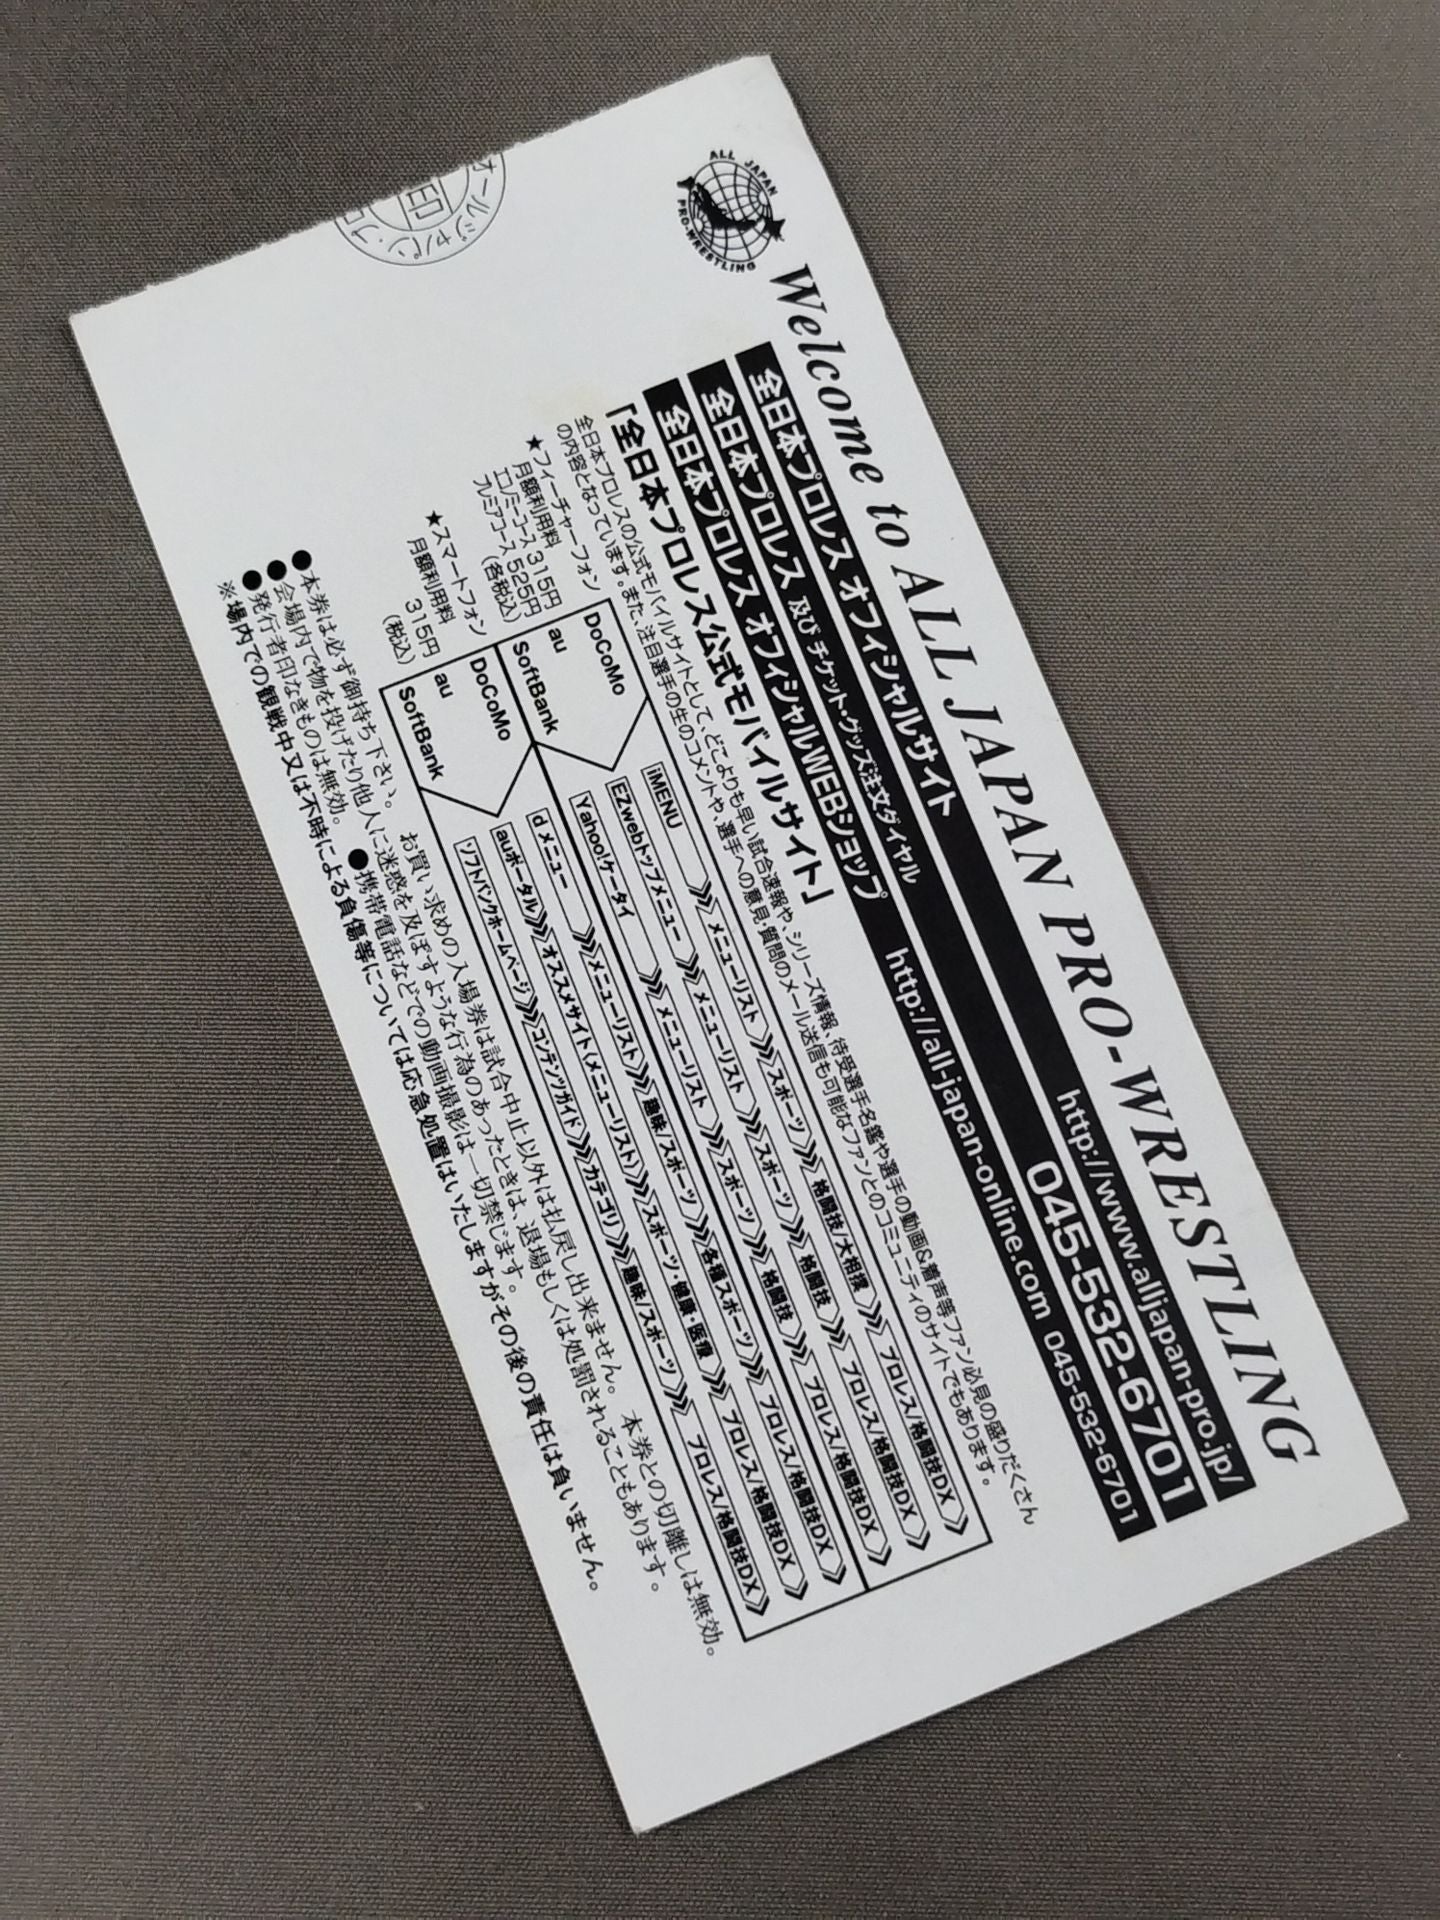 ALL JAPAN
PRO-WRESTLING
Welcome to ALL JAPAN PRO-WRESTLING
全日本プロレス オフィシャルサイト http://www.alljapan-pro.jp/
全日本プロレス 及び チケット・グッズ注文ダイヤル 045-532-6701
全日本プロレス オフィシャルWEBショップ http://all-japan-online.com 045-532-6701
「全日本プロレス公式モバイルサイト」
全日本プロレスの公式モバイルサイトとして、どこよりも早い試合速報や、シリーズ情報、待受選手名鑑や選手の動画&着声等ファン必見の盛りだくさん
の内容となっています。また、注目選手の生のコメントや、選手への意見・質問のメール送信も可能なファンとのコミュニティのサイトでもあります。
★フィーチャーフォン
月額利用料
エコノミーコース 315円
プレミアコース 525円
(各税込)
DoCoMo iMENU メニューリスト スポーツ 格闘技/大相撲 プロレス/格闘技DX
au EZwebトップメニュー メニューリスト スポーツ 格闘技 プロレス/格闘技DX
SoftBank Yahoo!ケータイ メニューリスト スポーツ 格闘技 プロレス/格闘技DX
★スマートフォン
月額利用料
315円
(税込)
DoCoMo dメニュー メニューリスト 趣味/スポーツ 各種スポーツ プロレス/格闘技DX
au auポータル オススメサイト(メニューリスト) スポーツ・健康・医療 プロレス/格闘技DX
SoftBank ソフトバンクホームページ コンテンツガイド カテゴリ 趣味/スポーツ プロレス/格闘技DX
●本券は必ず御持ち下さい。 お買い求めの入場券は試合中止以外は払戻し出来ません。 本券との切離しは無効。
●会場内で物を投げたり他人に迷惑を及ぼすような行為のあったときは、退場もしくは処罰されることもあります。
●発行者印なきものは無効。 ●携帯電話などでの動画撮影は一切禁じます。
※場内での観戦中又は不時による負傷等については応急処置はいたしますがその後の責任は負いません。
オールジャパン・プロ
印